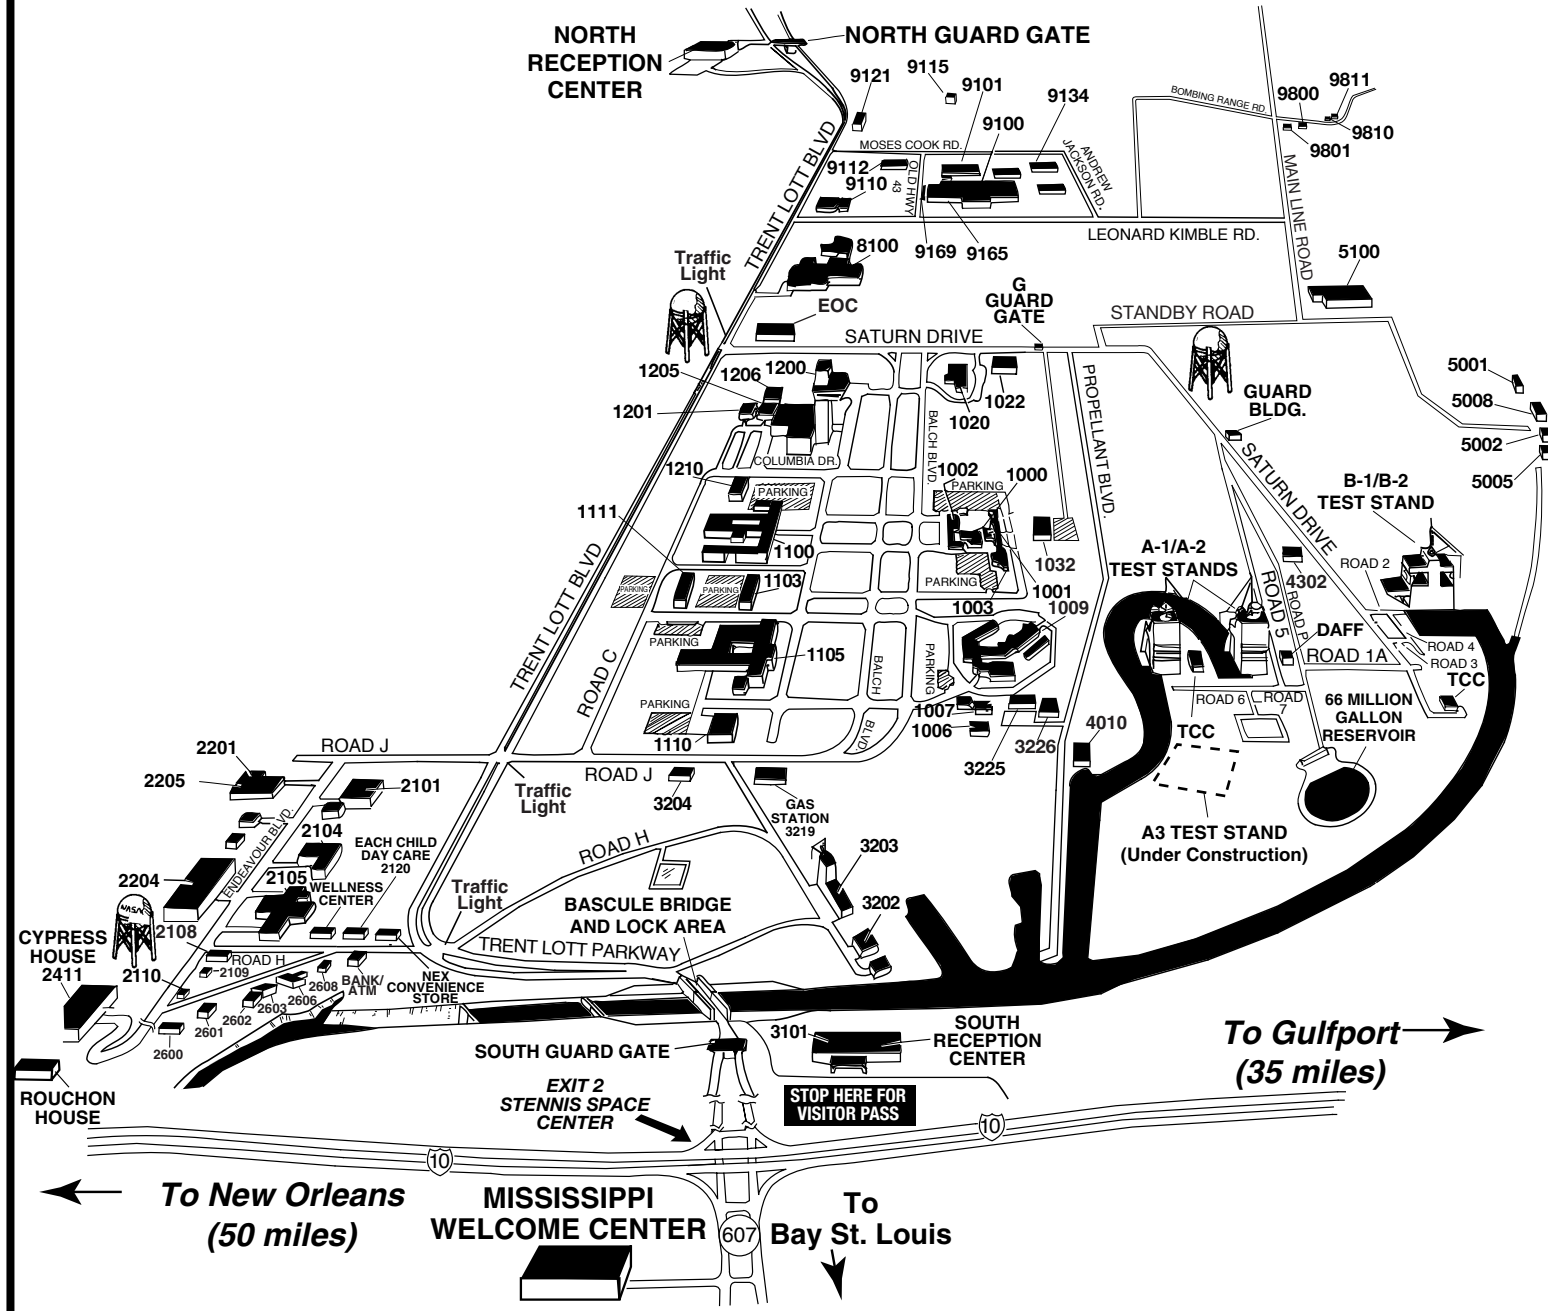 NORTH
RECEPTION
CENTER
NORTH GUARD GATE
9121
9115
9101
9100
9134
BOMBING RANGE RD.
9800
9811
9810
9801
MOSES COOK RD.
9112
9110
OLD HWY
43
ANDREW
JACKSON RD.
MAIN LINE ROAD
TRENT LOTT BLVD
9169
9165
LEONARD KIMBLE RD.
8100
5100
Traffic
Light
EOC
G
GUARD
GATE
SATURN DRIVE
STANDBY ROAD
1205
1206
1200
1201
1022
1020
PROPELLANT BLVD.
GUARD
BLDG.
5001
5008
5002
5005
BALCH BLVD.
COLUMBIA DR.
1210
PARKING
1002
PARKING
1000
SATURN DRIVE
B-1/B-2
TEST STAND
1111
1100
1032
A-1/A-2
TEST STANDS
4302
ROAD 2
TRENT LOTT BLVD
PARKING
PARKING
1103
PARKING
1003
1001
1009
ROAD 5
ROAD P
DAFF
PARKING
1105
BALCH
PARKING
ROAD 1A
ROAD 4
ROAD 3
TCC
ROAD C
PARKING
1110
BLVD.
1007
1006
3225
3226
4010
ROAD 6
ROAD
7
TCC
66 MILLION
GALLON
RESERVOIR
2201
2205
ROAD J
2101
Traffic
Light
ROAD J
3204
GAS
STATION
3219
A3 TEST STAND
(Under Construction)
ENDEAVOUR BLVD.
2104
EACH CHILD
DAY CARE
2120
ROAD H
3203
2204
2105
WELLNESS
CENTER
Traffic
Light
BASCULE BRIDGE
AND LOCK AREA
3202
NASA
CYPRESS
HOUSE
2411
2108
ROAD H
TRENT LOTT PARKWAY
2110
2109
2608
BANK/
ATM
NEX
CONVENIENCE
STORE
2606
2603
2602
2601
2600
ROUCHON
HOUSE
SOUTH GUARD GATE
3101
SOUTH
RECEPTION
CENTER
To Gulfport
(35 miles)
EXIT 2
STENNIS SPACE
CENTER
STOP HERE FOR
VISITOR PASS
10
10
To New Orleans
(50 miles)
MISSISSIPPI
WELCOME CENTER
607
To
Bay St. Louis